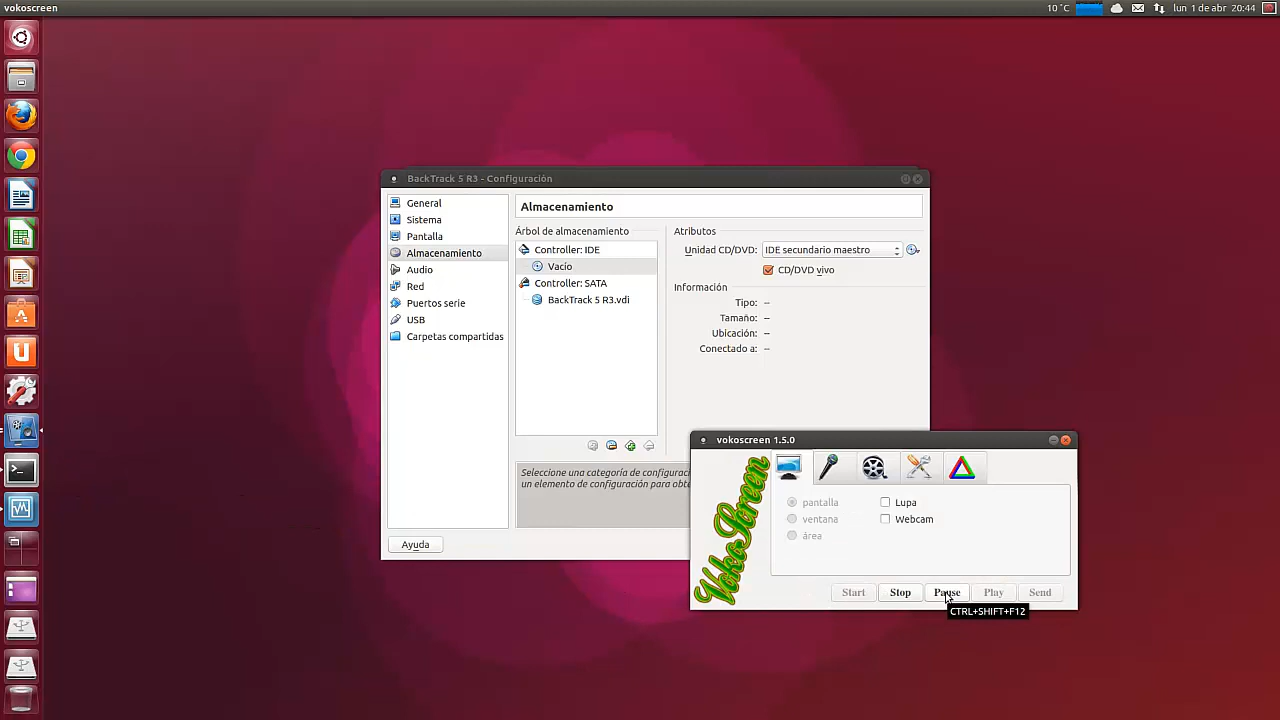 vokoscreen
10 °C
lun 1 de abr 20:44
BackTrack 5 R3 - Configuración
General
Sistema
Pantalla
Almacenamiento
Audio
Red
Puertos serie
USB
Carpetas compartidas
Almacenamiento
Árbol de almacenamiento
Controller: IDE
Vacío
Controller: SATA
BackTrack 5 R3.vdi
Atributos
Unidad CD/DVD: IDE secundario maestro
CD/DVD vivo
Información
Tipo: --
Tamaño: --
Ubicación: --
Conectado a: --
Seleccione una categoría de configurac
un elemento de configuración para obte
Ayuda
vokoscreen 1.5.0
VokoScreen
pantalla
ventana
área
Lupa
Webcam
Start
Stop
Pause
Play
Send
CTRL+SHIFT+F12